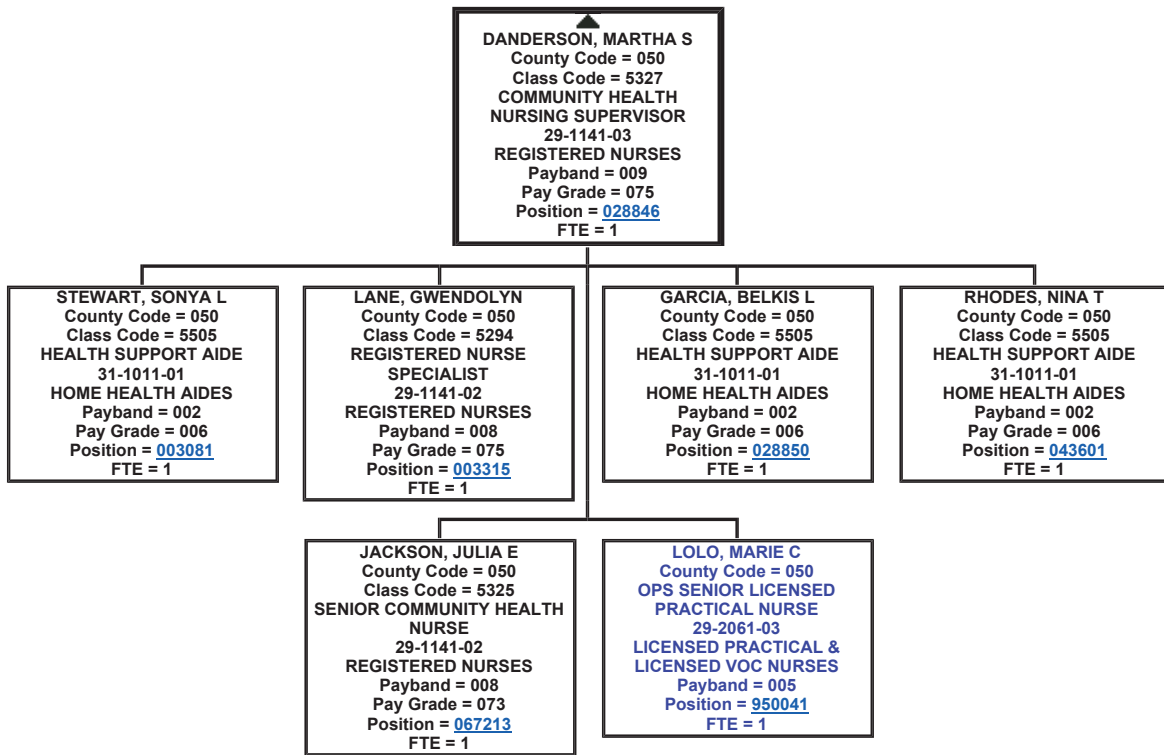 DANDERSON, MARTHA S
County Code = 050
Class Code = 5327
COMMUNITY HEALTH
NURSING SUPERVISOR
29-1141-03
REGISTERED NURSES
Payband = 009
Pay Grade = 075
Position = 028846
FTE = 1
STEWART, SONYA L
County Code = 050
Class Code = 5505
HEALTH SUPPORT AIDE
31-1011-01
HOME HEALTH AIDES
Payband = 002
Pay Grade = 006
Position = 003081
FTE = 1
LANE, GWENDOLYN
County Code = 050
Class Code = 5294
REGISTERED NURSE
SPECIALIST
29-1141-02
REGISTERED NURSES
Payband = 008
Pay Grade = 075
Position = 003315
FTE = 1
GARCIA, BELKIS L
County Code = 050
Class Code = 5505
HEALTH SUPPORT AIDE
31-1011-01
HOME HEALTH AIDES
Payband = 002
Pay Grade = 006
Position = 028850
FTE = 1
RHODES, NINA T
County Code = 050
Class Code = 5505
HEALTH SUPPORT AIDE
31-1011-01
HOME HEALTH AIDES
Payband = 002
Pay Grade = 006
Position = 043601
FTE = 1
JACKSON, JULIA E
County Code = 050
Class Code = 5325
SENIOR COMMUNITY HEALTH
NURSE
29-1141-02
REGISTERED NURSES
Payband = 008
Pay Grade = 073
Position = 067213
FTE = 1
LOLO, MARIE C
County Code = 050
OPS SENIOR LICENSED
PRACTICAL NURSE
29-2061-03
LICENSED PRACTICAL &
LICENSED VOC NURSES
Payband = 005
Position = 950041
FTE = 1